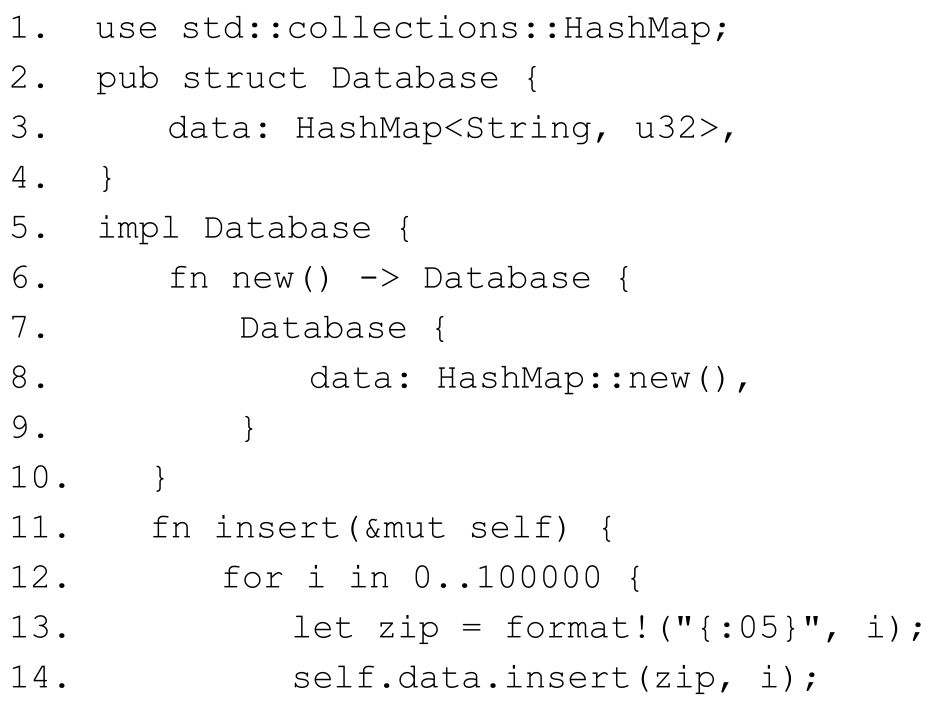 1. use std::collections::HashMap;
2. pub struct Database {
3.     data: HashMap<String, u32>,
4. }
5. impl Database {
6.     fn new() -> Database {
7.         Database {
8.             data: HashMap::new(),
9.         }
10.     }
11.     fn insert(&mut self) {
12.         for i in 0..100000 {
13.             let zip = format!("{:05}", i);
14.             self.data.insert(zip, i);